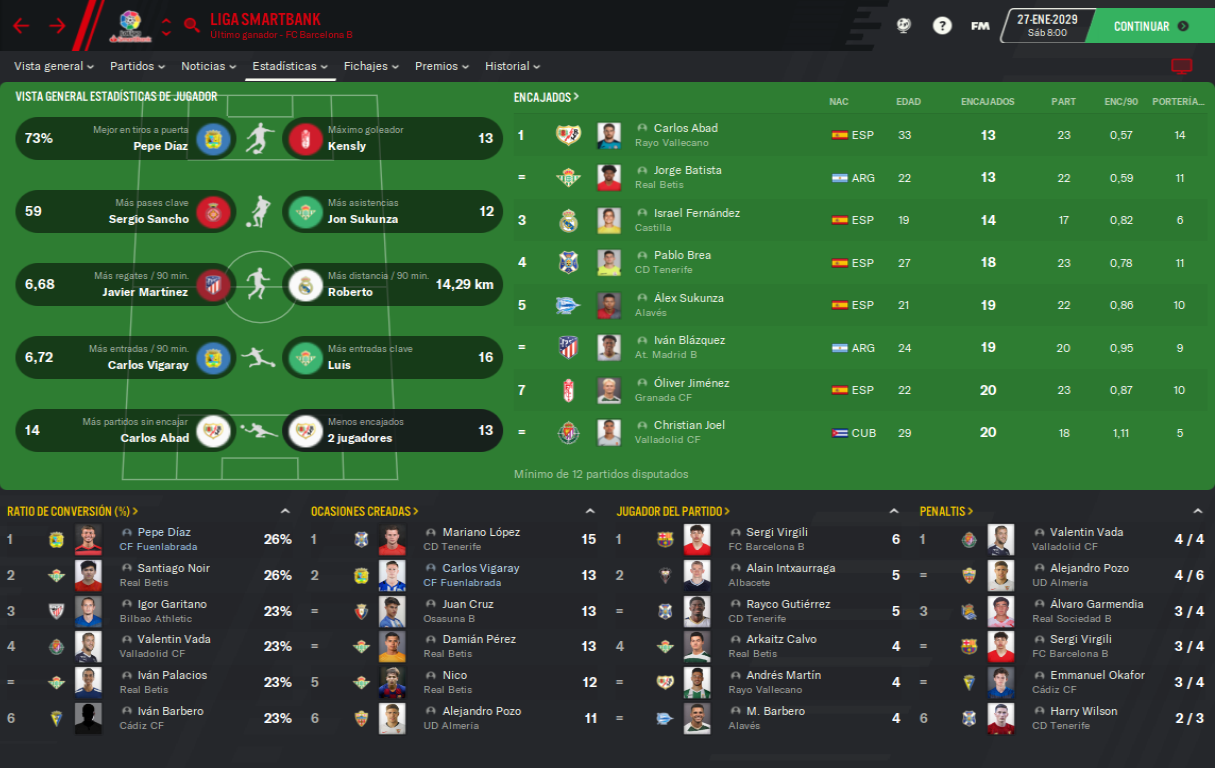 LIGA SMARTBANK
Último ganador - FC Barcelona B
27-ENE-2029
Sáb 8:00
CONTINUAR
?
FM
Vista general
Partidos
Noticias
Estadísticas
Fichajes
Premios
Historial
VISTA GENERAL ESTADÍSTICAS DE JUGADOR
73%
Mejor en tiros a puerta
Pepe Díaz
Máximo goleador
Kensly
13
59
Más pases clave
Sergio Sancho
Más asistencias
Jon Sukunza
12
6,68
Más regates / 90 min.
Javier Martínez
Más distancia / 90 min.
Roberto
14,29 km
6,72
Más entradas / 90 min.
Carlos Vigaray
Más entradas clave
Luís
16
14
Más partidos sin encajar
Carlos Abad
Menos encajados
2 jugadores
13
ENCAJADOS > NAC EDAD ENCAJADOS PART ENC/90 PORTERÍA...
1 Carlos Abad ESP 33 13 23 0,57 14
Rayo Vallecano
= Jorge Batista ARG 22 13 22 0,59 11
Real Betis
3 Israel Fernández ESP 19 14 17 0,82 6
Castilla
4 Pablo Brea ESP 27 18 23 0,78 11
CD Tenerife
5 Álex Sukunza ESP 21 19 22 0,86 10
Alavés
= Iván Blázquez ARG 24 19 20 0,95 9
At. Madrid B
7 Óliver Jiménez ESP 22 20 23 0,87 10
Granada CF
= Christian Joel CUB 29 20 18 1,11 5
Valladolid CF
Mínimo de 12 partidos disputados
RATIO DE CONVERSIÓN (%) >
1 Pepe Díaz 26%
CF Fuenlabrada
2 Santiago Noir 26%
Real Betis
3 Igor Garitano 23%
Bilbao Athletic
4 Valentin Vada 23%
Valladolid CF
= Iván Palacios 23%
Real Betis
6 Iván Barbero 23%
Cádiz CF
OCASIONES CREADAS >
1 Mariano López 15
CD Tenerife
2 Carlos Vigaray 13
CF Fuenlabrada
= Juan Cruz 13
Osasuna B
= Damián Pérez 13
Real Betis
5 Nico 12
Real Betis
6 Alejandro Pozo 11
UD Almeria
JUGADOR DEL PARTIDO >
1 Sergi Virgili 6
FC Barcelona B
2 Alain Intxaurraga 5
Albacete
= Rayco Gutiérrez 5
CD Tenerife
4 Arkaitz Calvo 4
Real Betis
= Andrés Martín 4
Rayo Vallecano
= M. Barbero 4
Alavés
PENALTIS >
1 Valentin Vada 4 / 4
Valladolid CF
= Alejandro Pozo 4 / 6
UD Almeria
3 Álvaro Garmendia 3 / 4
Real Sociedad B
= Sergi Virgili 3 / 4
FC Barcelona B
= Emmanuel Okafor 3 / 4
Cádiz CF
6 Harry Wilson 2 / 3
CD Tenerife